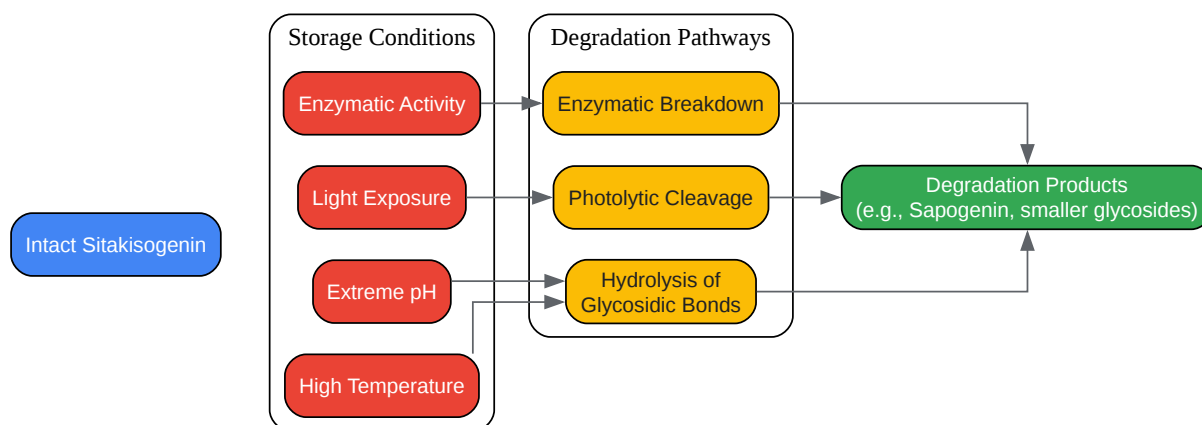 Storage Conditions
Degradation Pathways
Enzymatic Activity
Enzymatic Breakdown
Light Exposure
Photolytic Cleavage
Degradation Products
(e.g., Sapogenin, smaller glycosides)
Intact Sitakisogenin
Extreme pH
Hydrolysis of
Glycosidic Bonds
High Temperature